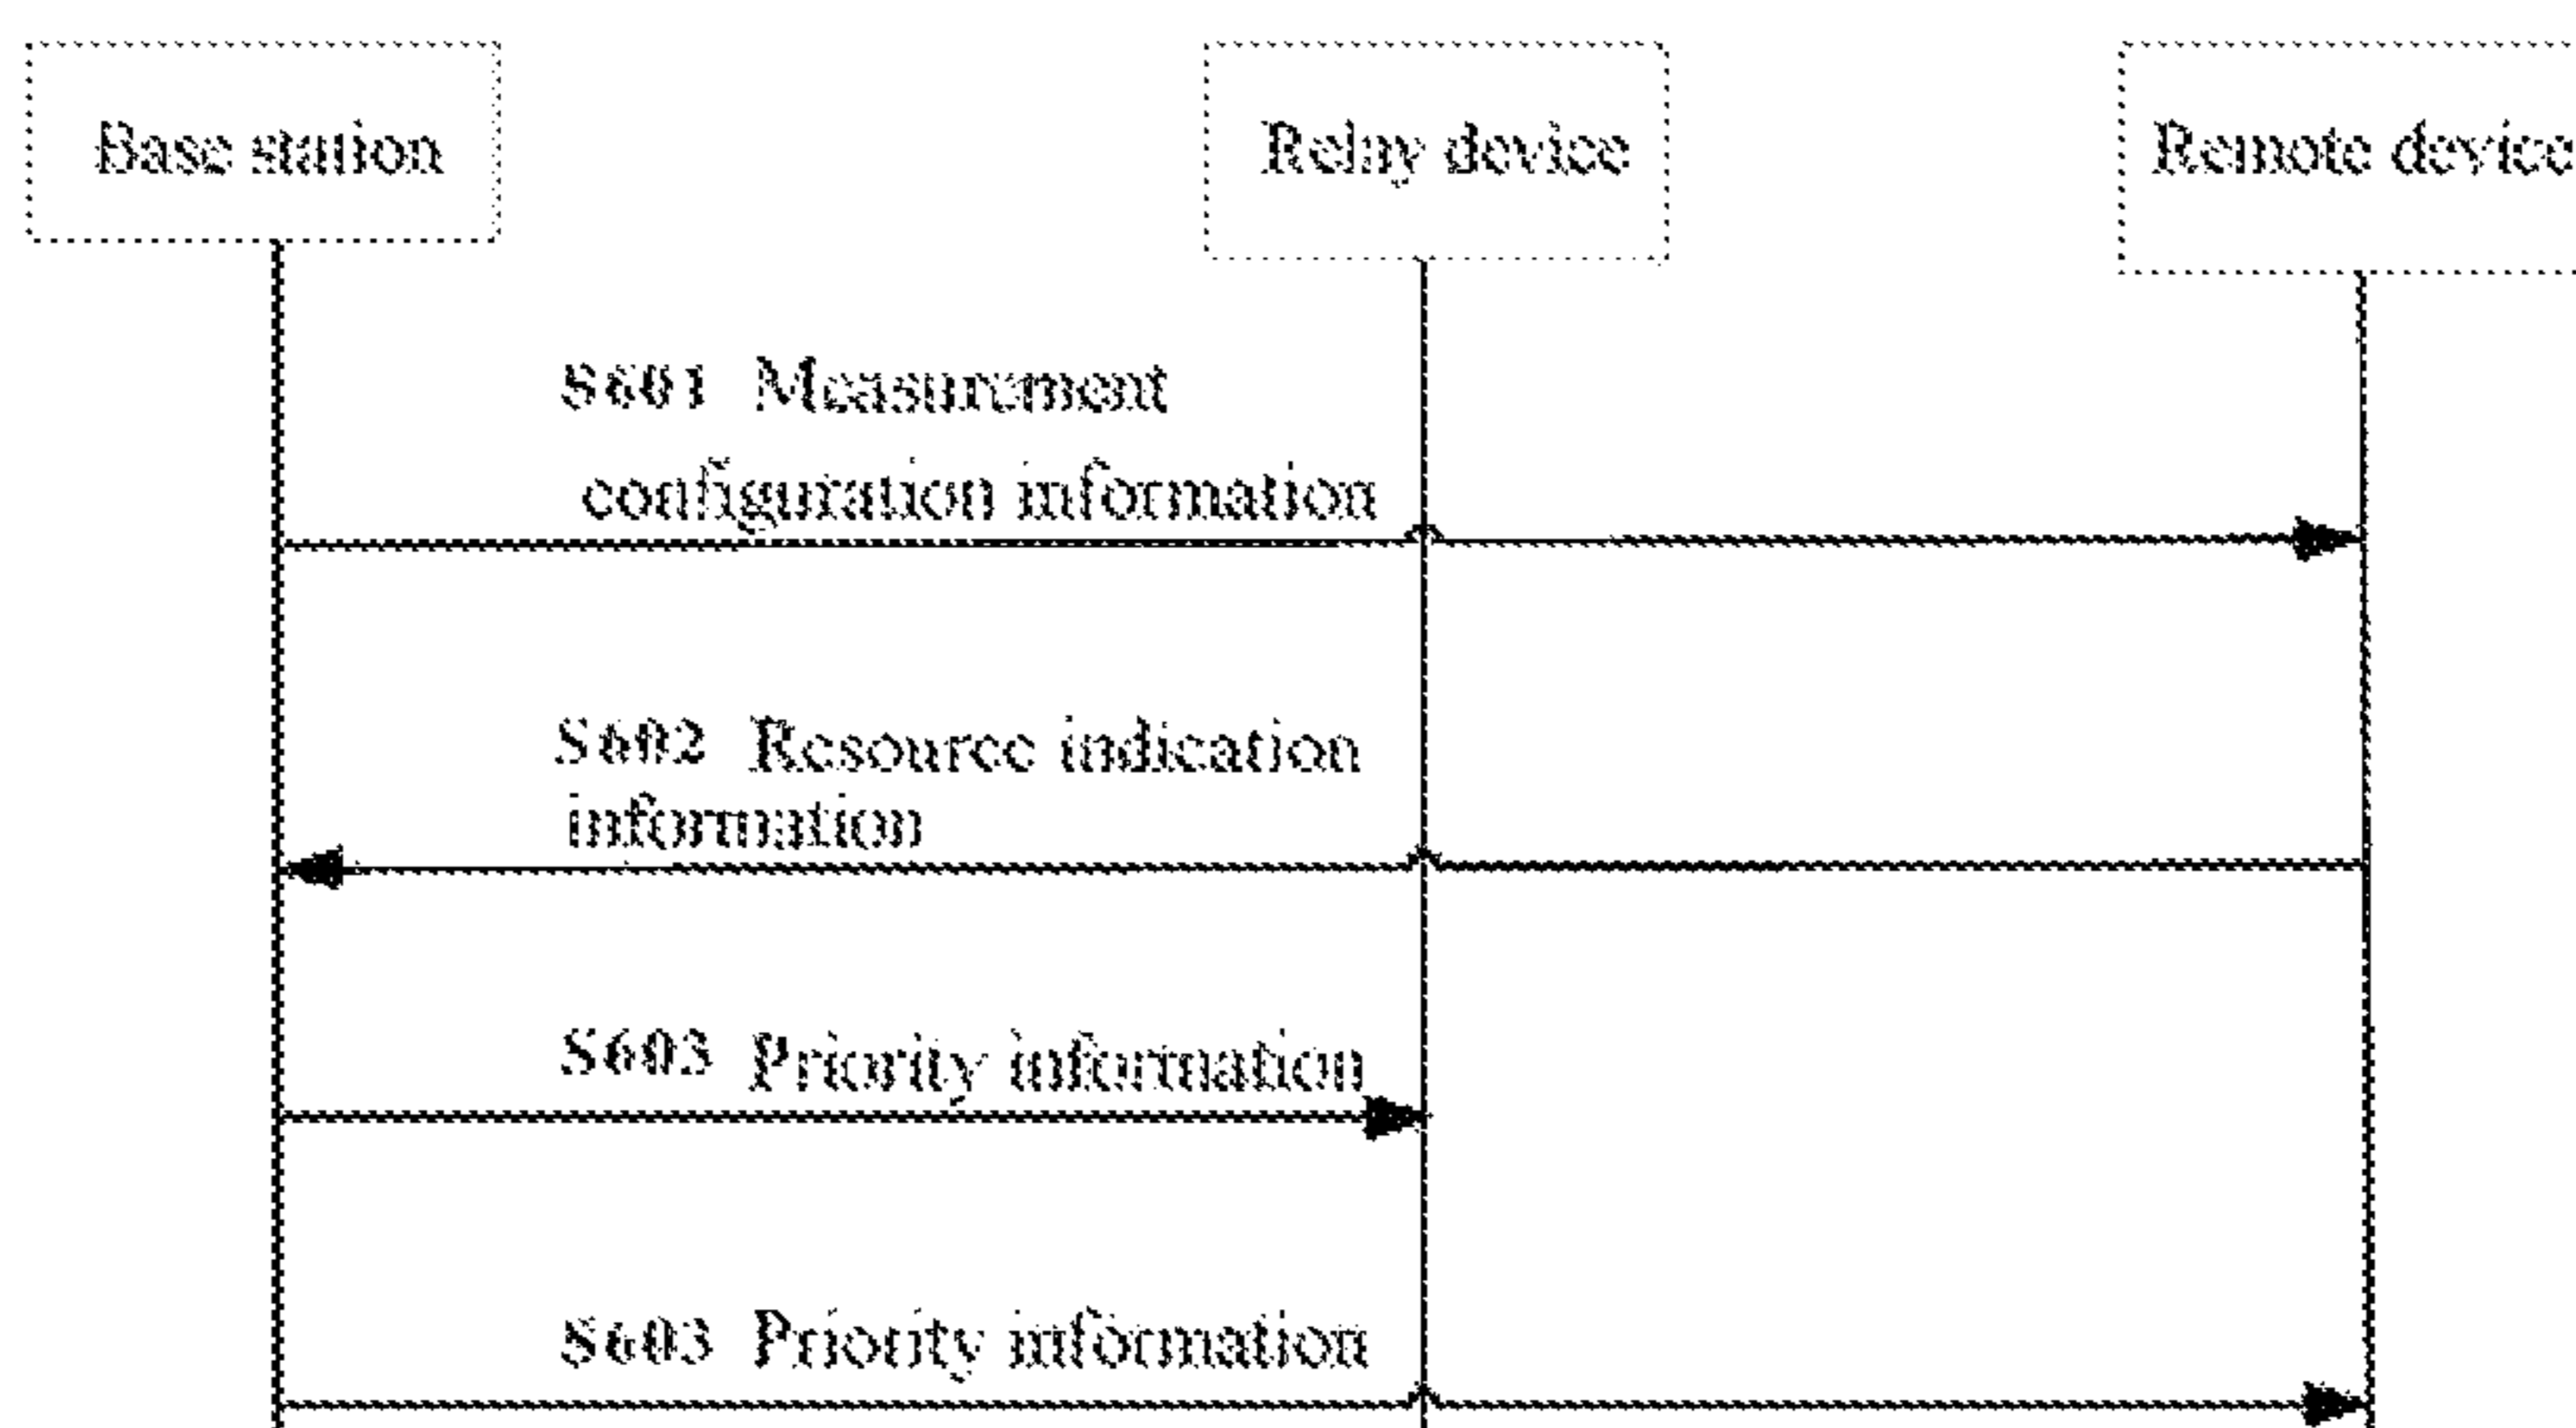 Base station
Relay device
Remote device
S601 Measurement
configuration information
S602 Resource indication
information
S603 Priority information
S603 Priority information